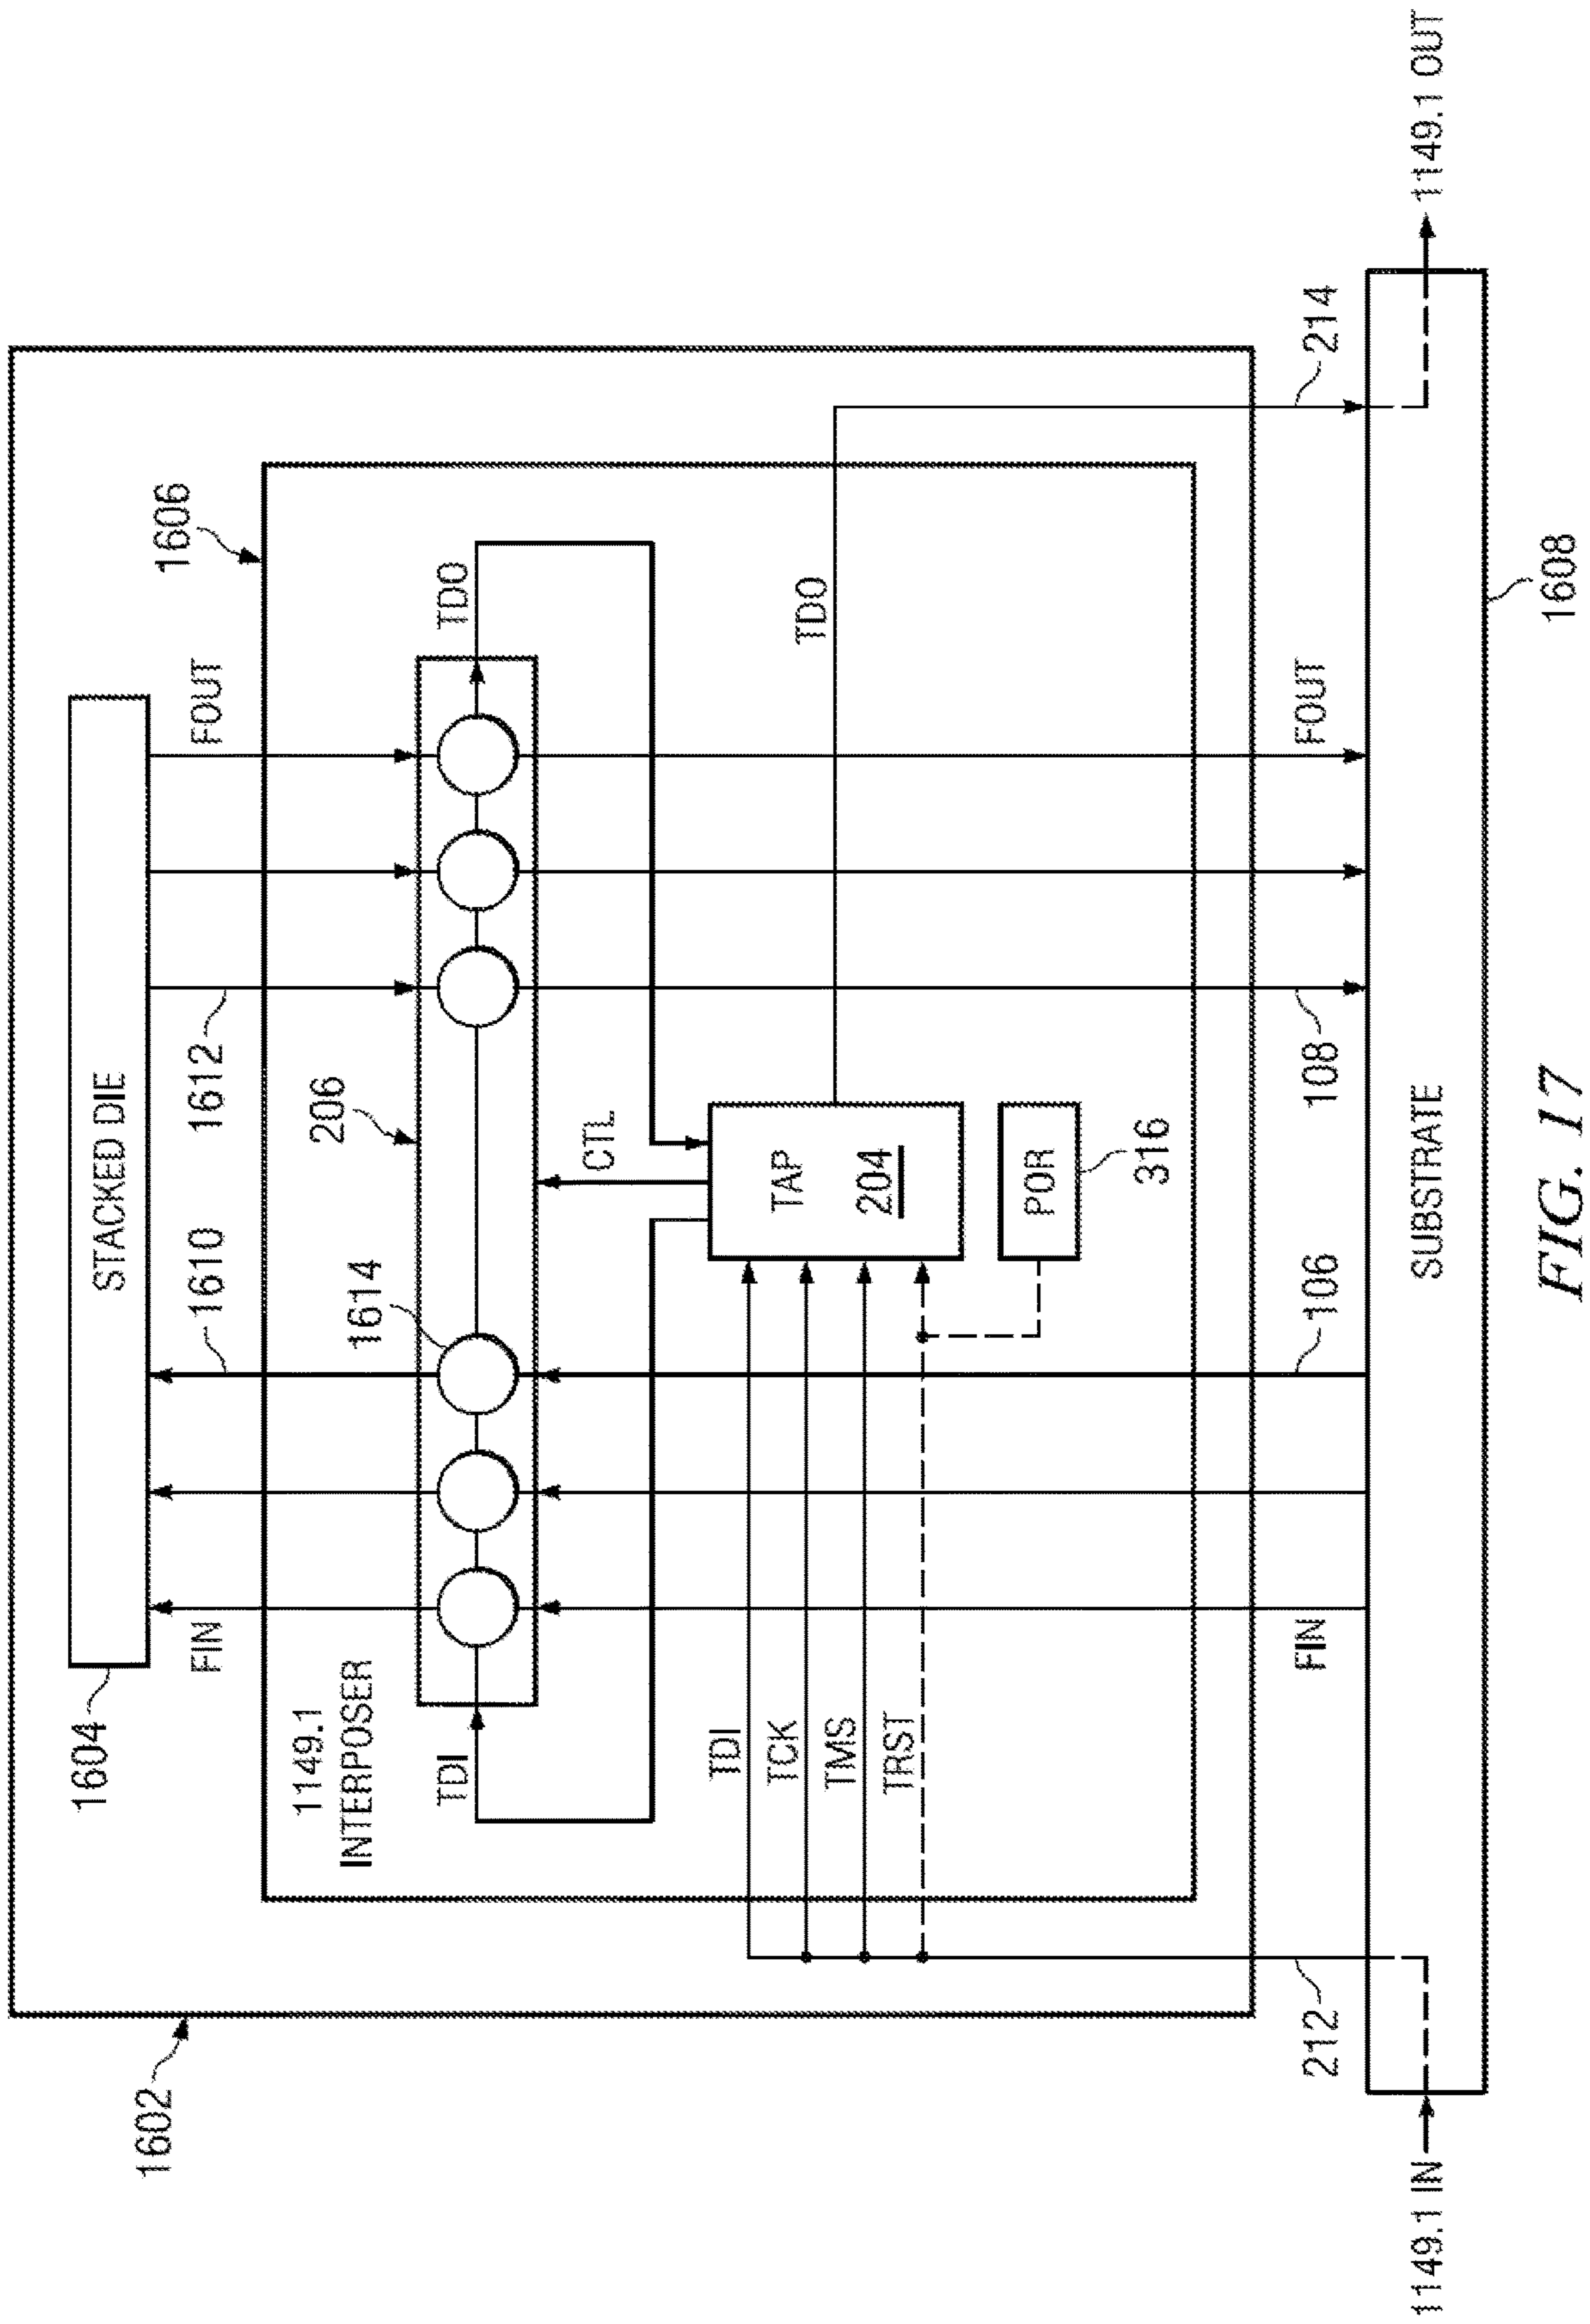 1602
1604
STACKED DIE
FIN
1610
1612
FOUT
1606
1149.1
INTERPOSER
1614
206
TDI
TDO
CTL
TDI
TCK
TMS
TRST
TAP
204
TDO
POR
316
212
FIN
106
108
FOUT
214
1149.1 IN
SUBSTRATE
1149.1 OUT
1608
FIG. 17